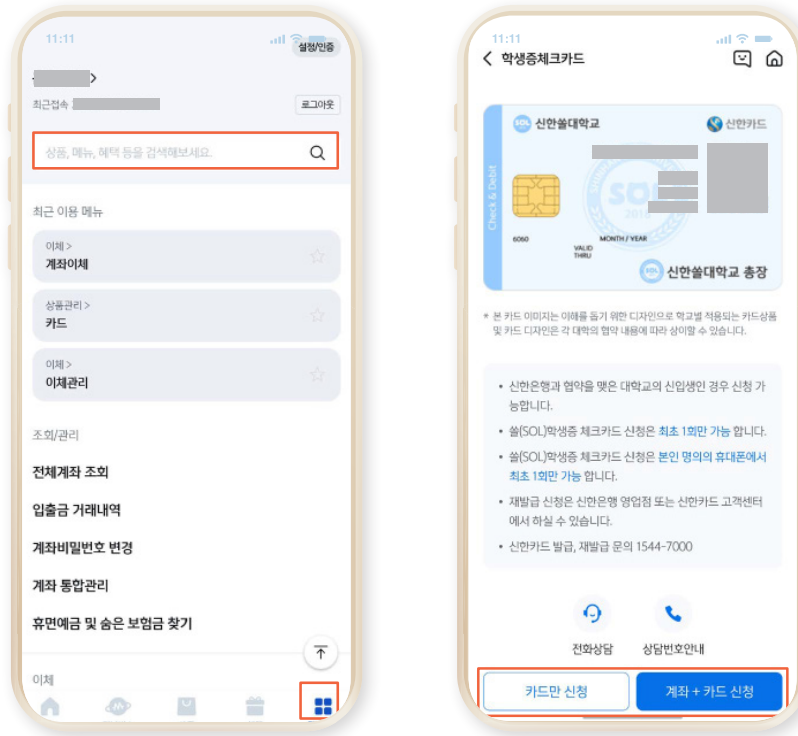 11:11
설정/인증
최근접속
로그아웃
상품, 메뉴, 혜택 등을 검색해보세요.
최근 이용 메뉴
이체 >
계좌이체
상품관리 >
카드
이체 >
이체관리
조회/관리
전체계좌 조회
입출금 거래내역
계좌비밀번호 변경
계좌 통합관리
휴면예금 및 숨은 보험금 찾기
이체
11:11
학생증체크카드
SOL 신한쏠대학교
신한카드
Check & Debit
SOL
2018
6060
MONTH / YEAR
VALID
THRU
SOL 신한쏠대학교 총장
* 본 카드 이미지는 이해를 돕기 위한 디자인으로 학교별 적용되는 카드상품
및 카드 디자인은 각 대학의 협약 내용에 따라 상이할 수 있습니다.
• 신한은행과 협약을 맺은 대학교의 신입생인 경우 신청 가
능합니다.
• 쏠(SOL)학생증 체크카드 신청은 최초 1회만 가능 합니다.
• 쏠(SOL)학생증 체크카드 신청은 본인 명의의 휴대폰에서
최초 1회만 가능 합니다.
• 재발급 신청은 신한은행 영업점 또는 신한카드 고객센터
에서 하실 수 있습니다.
• 신한카드 발급, 재발급 문의 1544-7000
전화상담
상담번호안내
카드만 신청
계좌 + 카드 신청